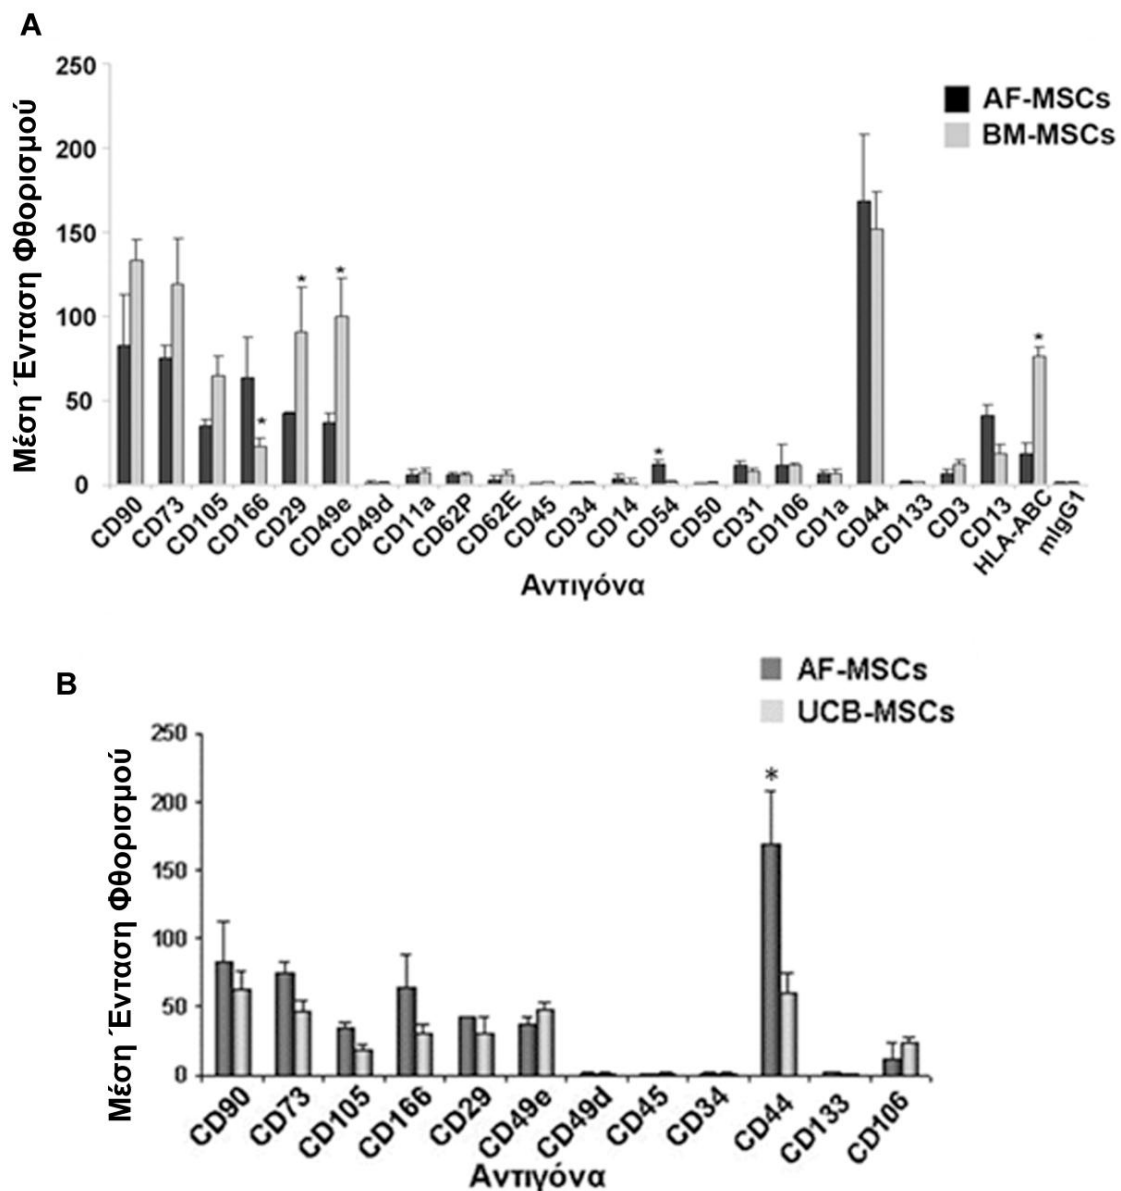 A
250
200
150
100
50
0
Μέση Ένταση Φθορισμού
AF-MSCs
BM-MSCs
* * * * *
CD90 CD73 CD105 CD166 CD29 CD49e CD49d CD11a CD62P CD62E CD45 CD34 CD14 CD54 CD50 CD31 CD106 CD1a CD44 CD133 CD3 CD13 HLA-ABC mIgG1
Αντιγόνα
B
AF-MSCs
UCB-MSCs
250
200
150
100
50
0
Μέση Ένταση Φθορισμού
*
CD90 CD73 CD105 CD166 CD29 CD49e CD49d CD45 CD34 CD44 CD133 CD106
Αντιγόνα